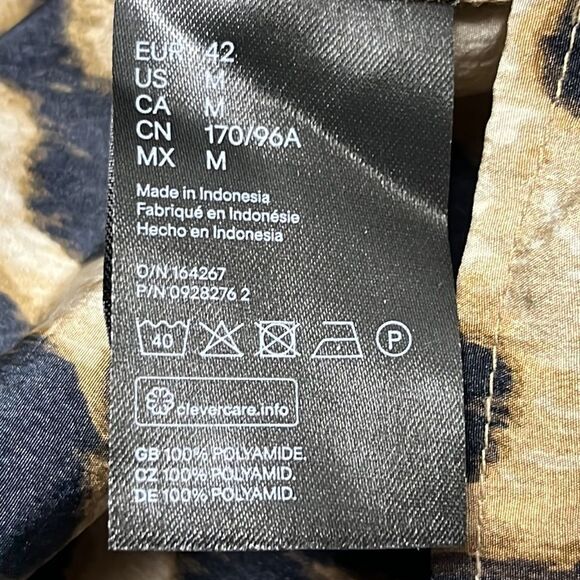 EUR 42
US M
CA M
CN 170/96A
MX M
Made in Indonesia
Fabriqué en Indonésie
Hecho en Indonesia
O/N 164267
P/N 0928276 2
40 P
clevercare.info
GB 100% POLYAMIDE.
CZ 100% POLYAMID.
DE 100% POLYAMID.